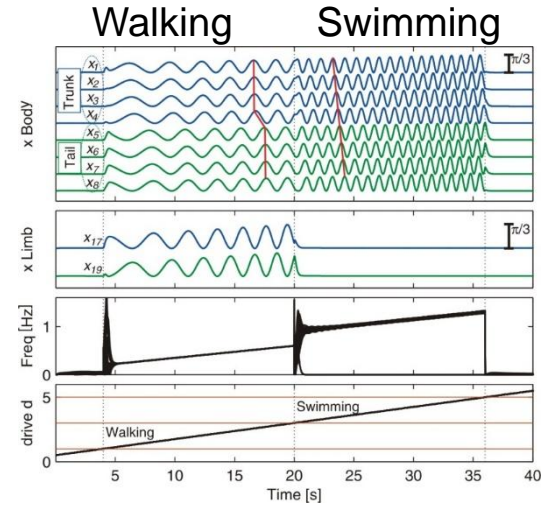 Walking Swimming
x Body
Trunk
Tail
x1
x2
x3
x4
x5
x6
x7
x8
π/3
x Limb
x17
x19
π/3
Freq [Hz]
1
0
drive d
5
0
Walking
Swimming
5 10 15 20 25 30 35 40
Time [s]